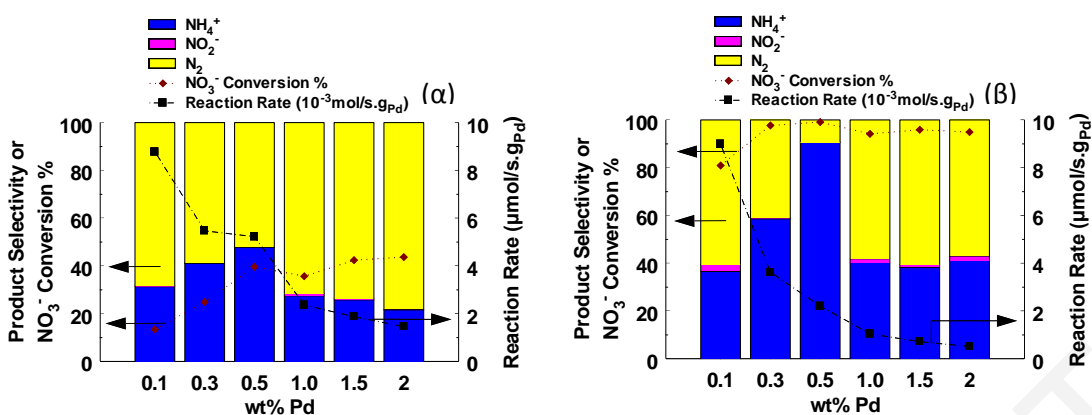 NH₄⁺
NO₂⁻
N₂
NO₃⁻ Conversion %
Reaction Rate (10⁻³mol/s.g_Pd)
(α)
Product Selectivity or
NO₃⁻ Conversion %
100
80
60
40
20
0
10
8
6
4
2
0
Reaction Rate (μmol/s.g_Pd)
0.1 0.3 0.5 1.0 1.5 2
wt% Pd
NH₄⁺
NO₂⁻
N₂
NO₃⁻ Conversion %
Reaction Rate (10⁻³mol/s.g_Pd)
(β)
Product Selectivity or
NO₃⁻ Conversion %
100
80
60
40
20
0
10
8
6
4
2
0
Reaction Rate (μmol/s.g_Pd)
0.1 0.3 0.5 1.0 1.5 2
wt% Pd